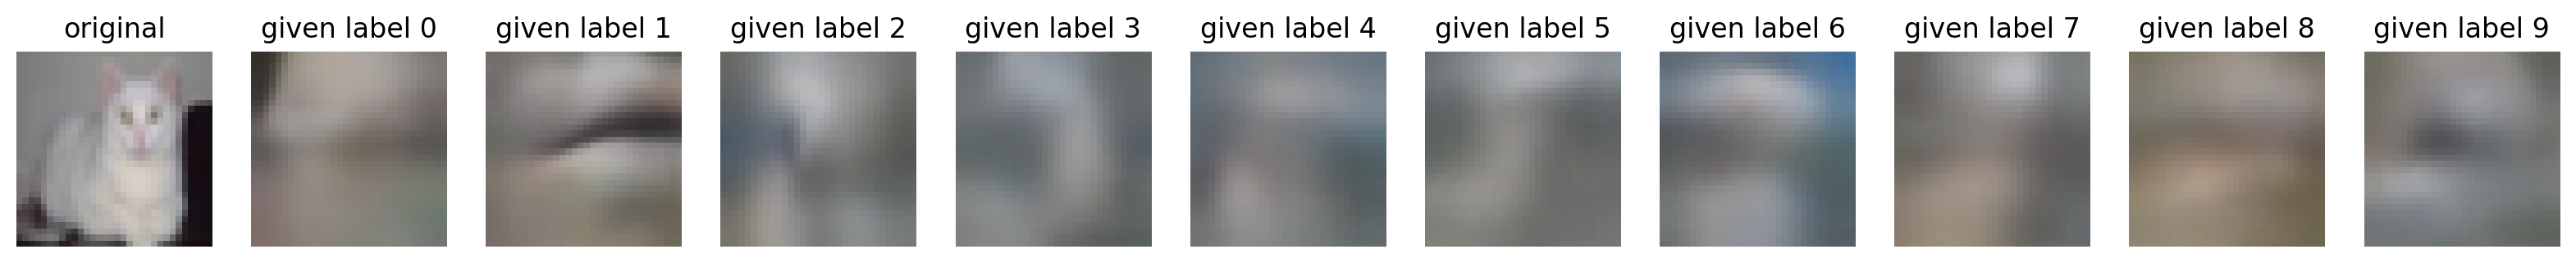 original
given label 0
given label 1
given label 2
given label 3
given label 4
given label 5
given label 6
given label 7
given label 8
given label 9